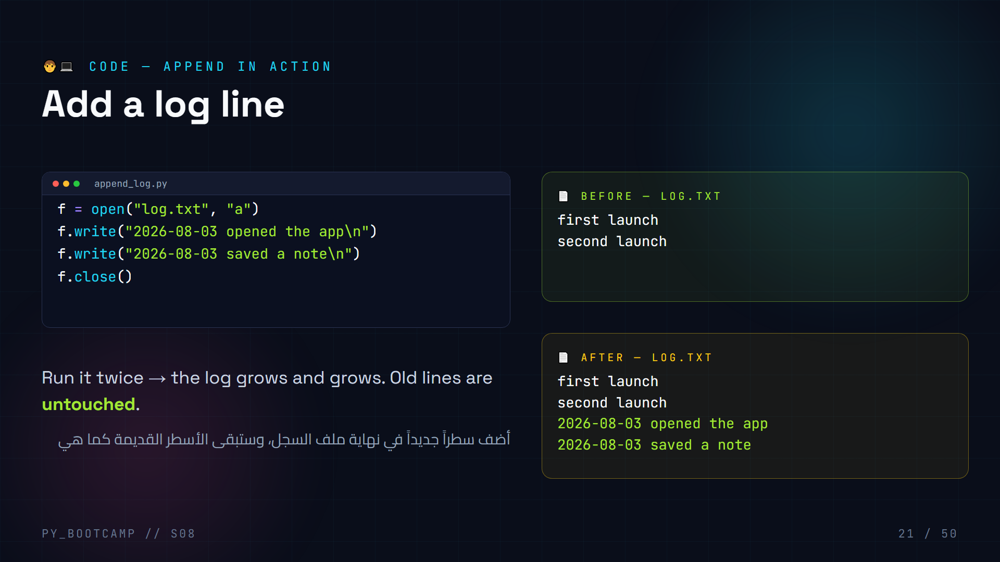 🧑💻 CODE — APPEND IN ACTION
Add a log line
append_log.py
f = open("log.txt", "a")
f.write("2026-08-03 opened the app\n")
f.write("2026-08-03 saved a note\n")
f.close()
Run it twice → the log grows and grows. Old lines are
untouched.
أضف سطراً جديداً في نهاية ملف السجل، وستبقى الأسطر القديمة كما هي
📄 BEFORE — LOG.TXT
first launch
second launch
📄 AFTER — LOG.TXT
first launch
second launch
2026-08-03 opened the app
2026-08-03 saved a note
PY_BOOTCAMP // S08
21 / 50